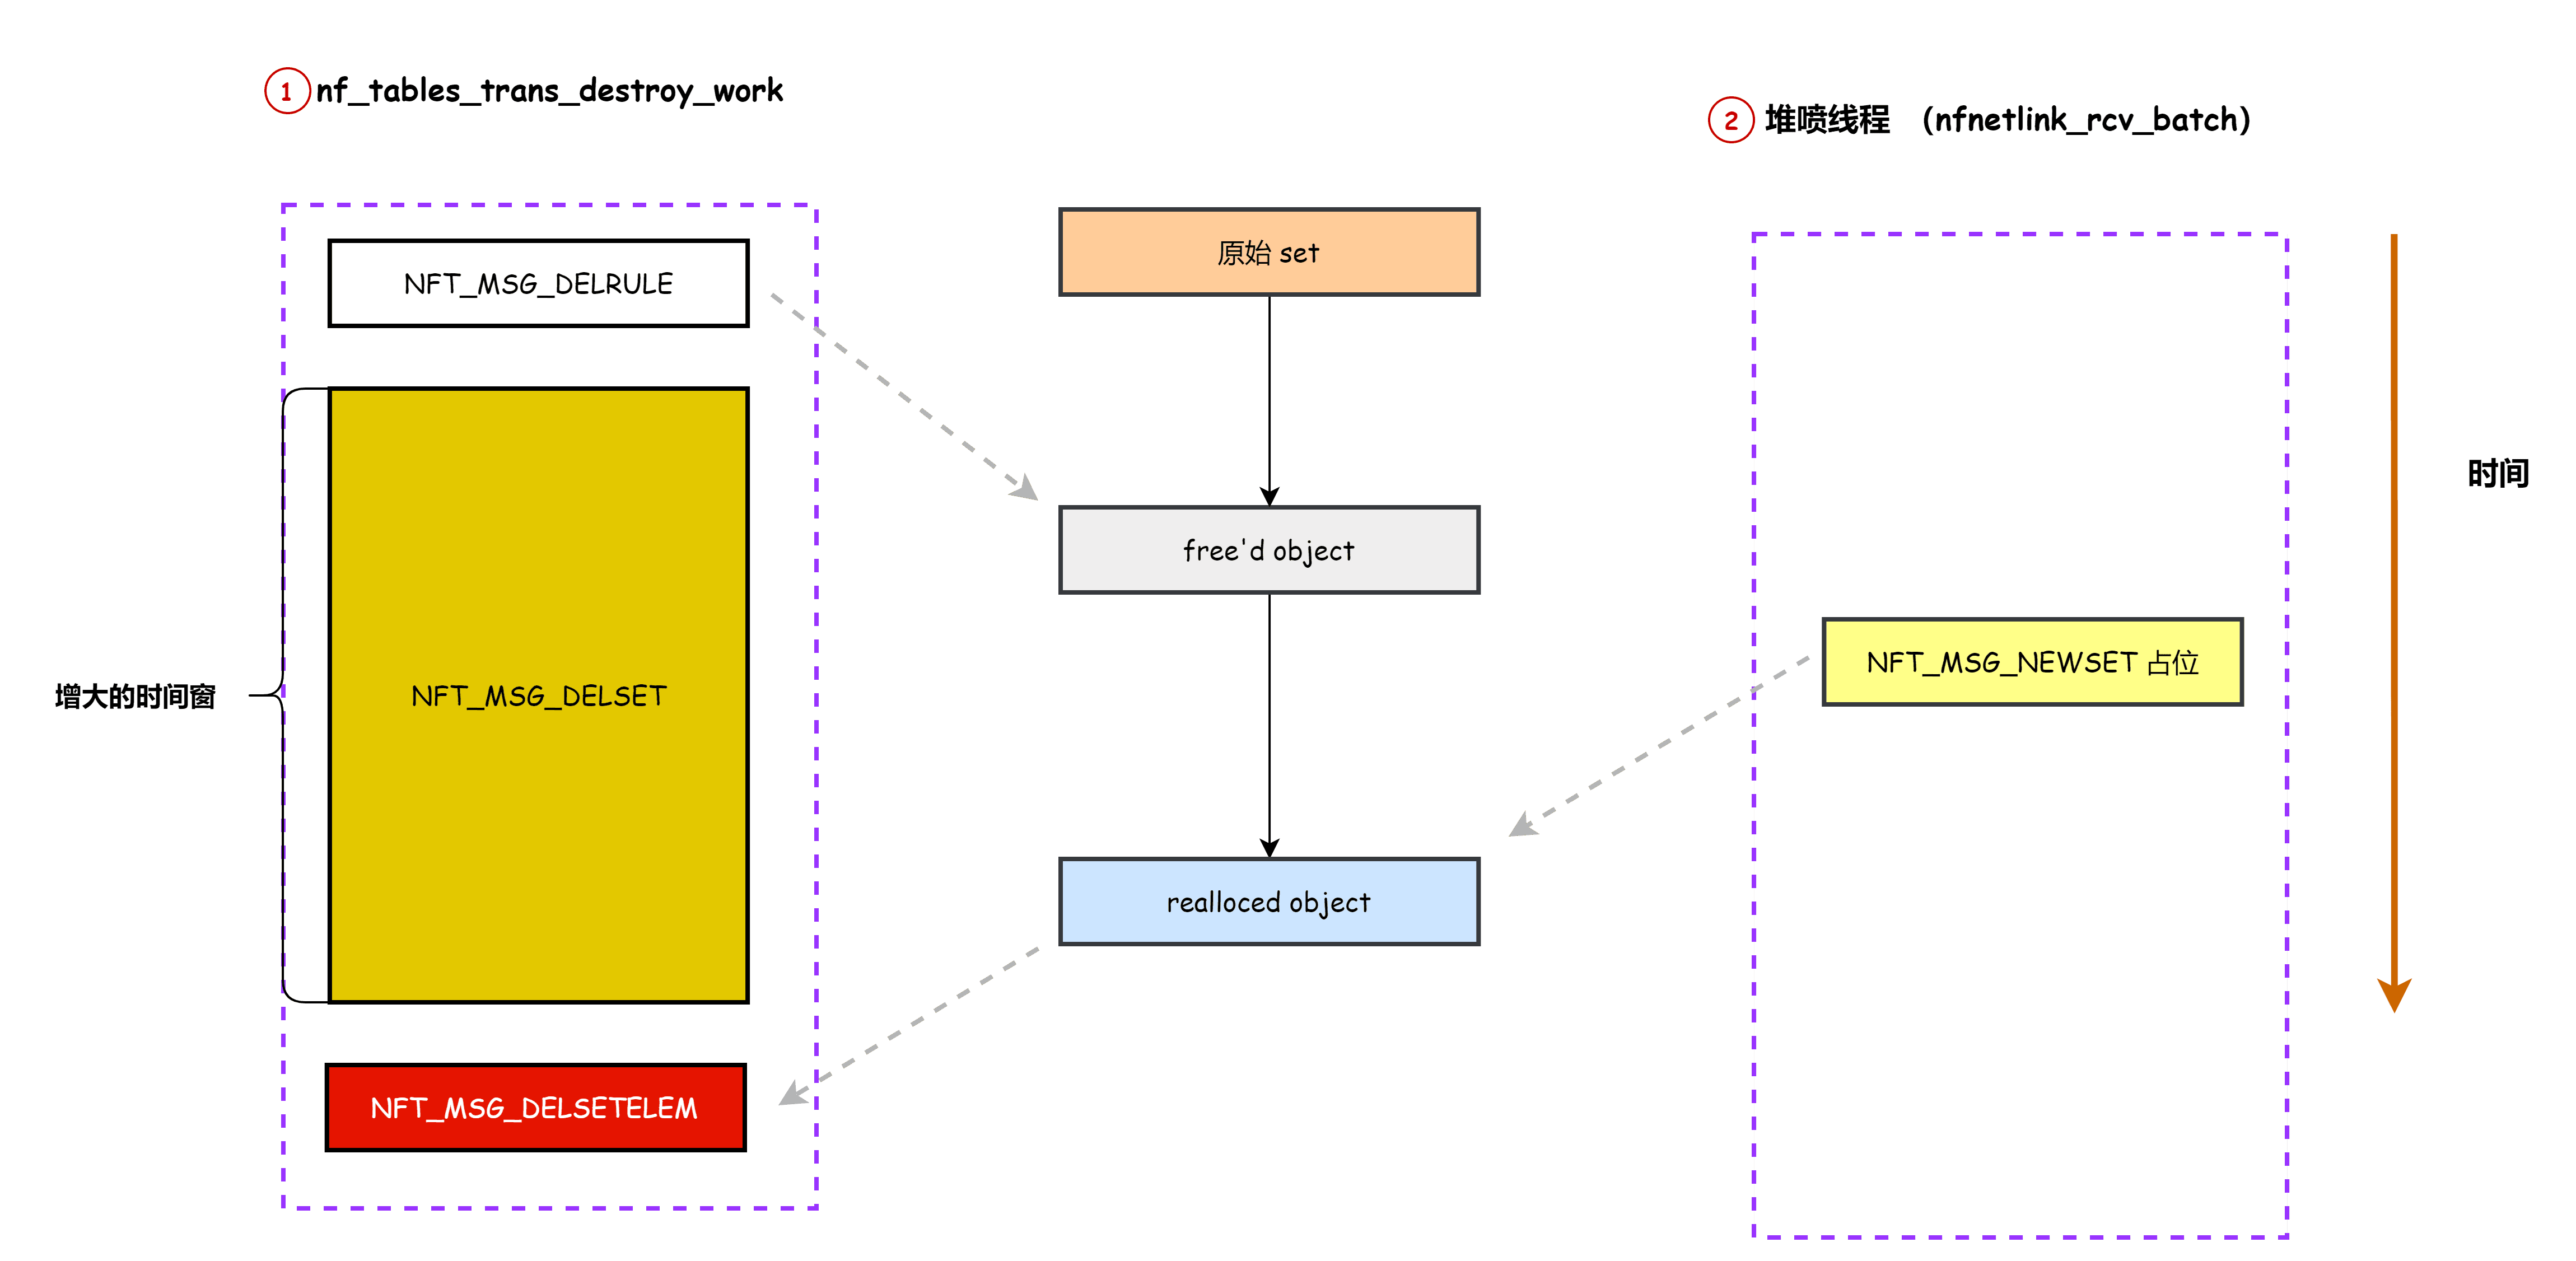 1 nf_tables_trans_destroy_work
2 堆喷线程 (nfnetlink_rcv_batch)
NFT_MSG_DELRULE
原始 set
时间
free'd object
NFT_MSG_NEWSET 占位
增大的时间窗
NFT_MSG_DELSET
realloced object
NFT_MSG_DELSETELEM